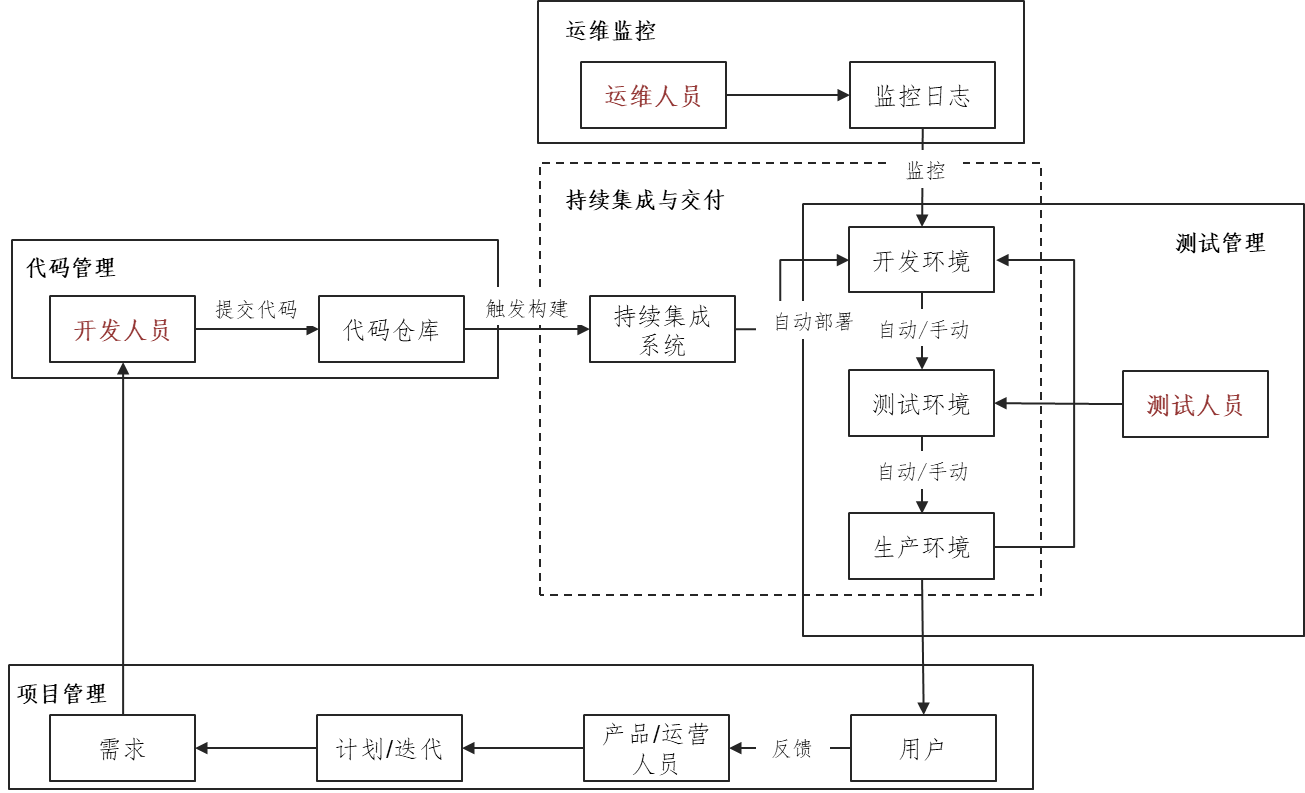 运维监控
运维人员
监控日志
监控
持续集成与交付
测试管理
代码管理
开发环境
提交代码
触发构建
开发人员
代码仓库
持续集成
系统
自动部署
自动/手动
测试环境
测试人员
自动/手动
生产环境
项目管理
需求
计划/迭代
产品/运营
人员
反馈
用户